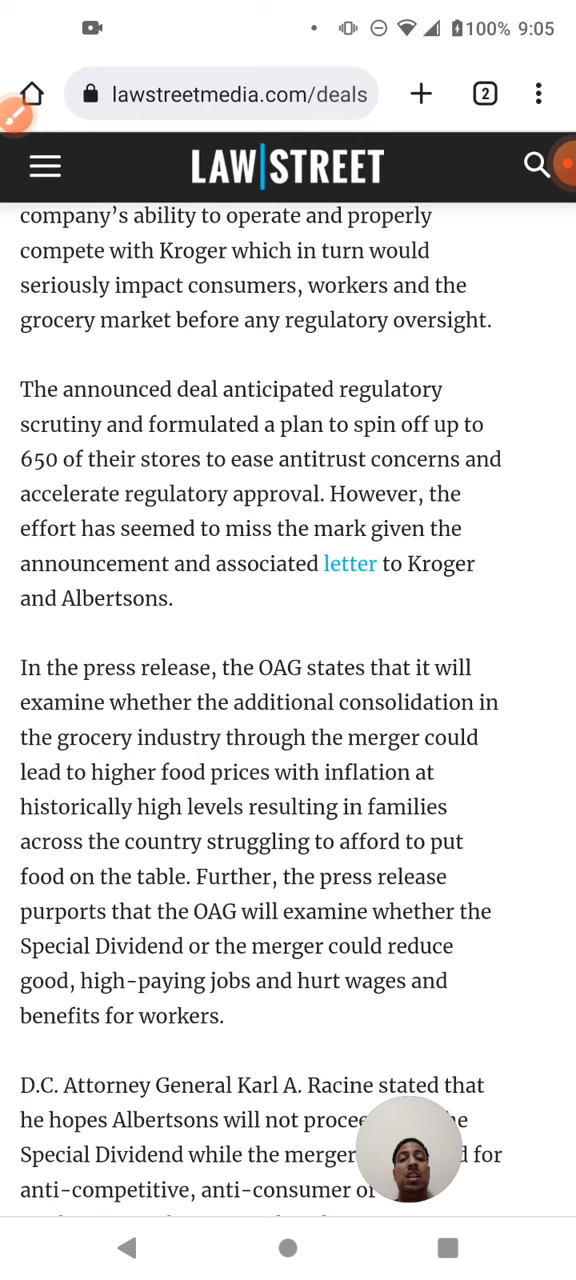 100% 9:05
lawstreetmedia.com/deals
2
LAW|STREET
company’s ability to operate and properly
compete with Kroger which in turn would
seriously impact consumers, workers and the
grocery market before any regulatory oversight.
The announced deal anticipated regulatory
scrutiny and formulated a plan to spin off up to
650 of their stores to ease antitrust concerns and
accelerate regulatory approval. However, the
effort has seemed to miss the mark given the
announcement and associated letter to Kroger
and Albertsons.
In the press release, the OAG states that it will
examine whether the additional consolidation in
the grocery industry through the merger could
lead to higher food prices with inflation at
historically high levels resulting in families
across the country struggling to afford to put
food on the table. Further, the press release
purports that the OAG will examine whether the
Special Dividend or the merger could reduce
good, high-paying jobs and hurt wages and
benefits for workers.
D.C. Attorney General Karl A. Racine stated that
he hopes Albertsons will not
Special Dividend while the merger for
anti-competitive, anti-consumer